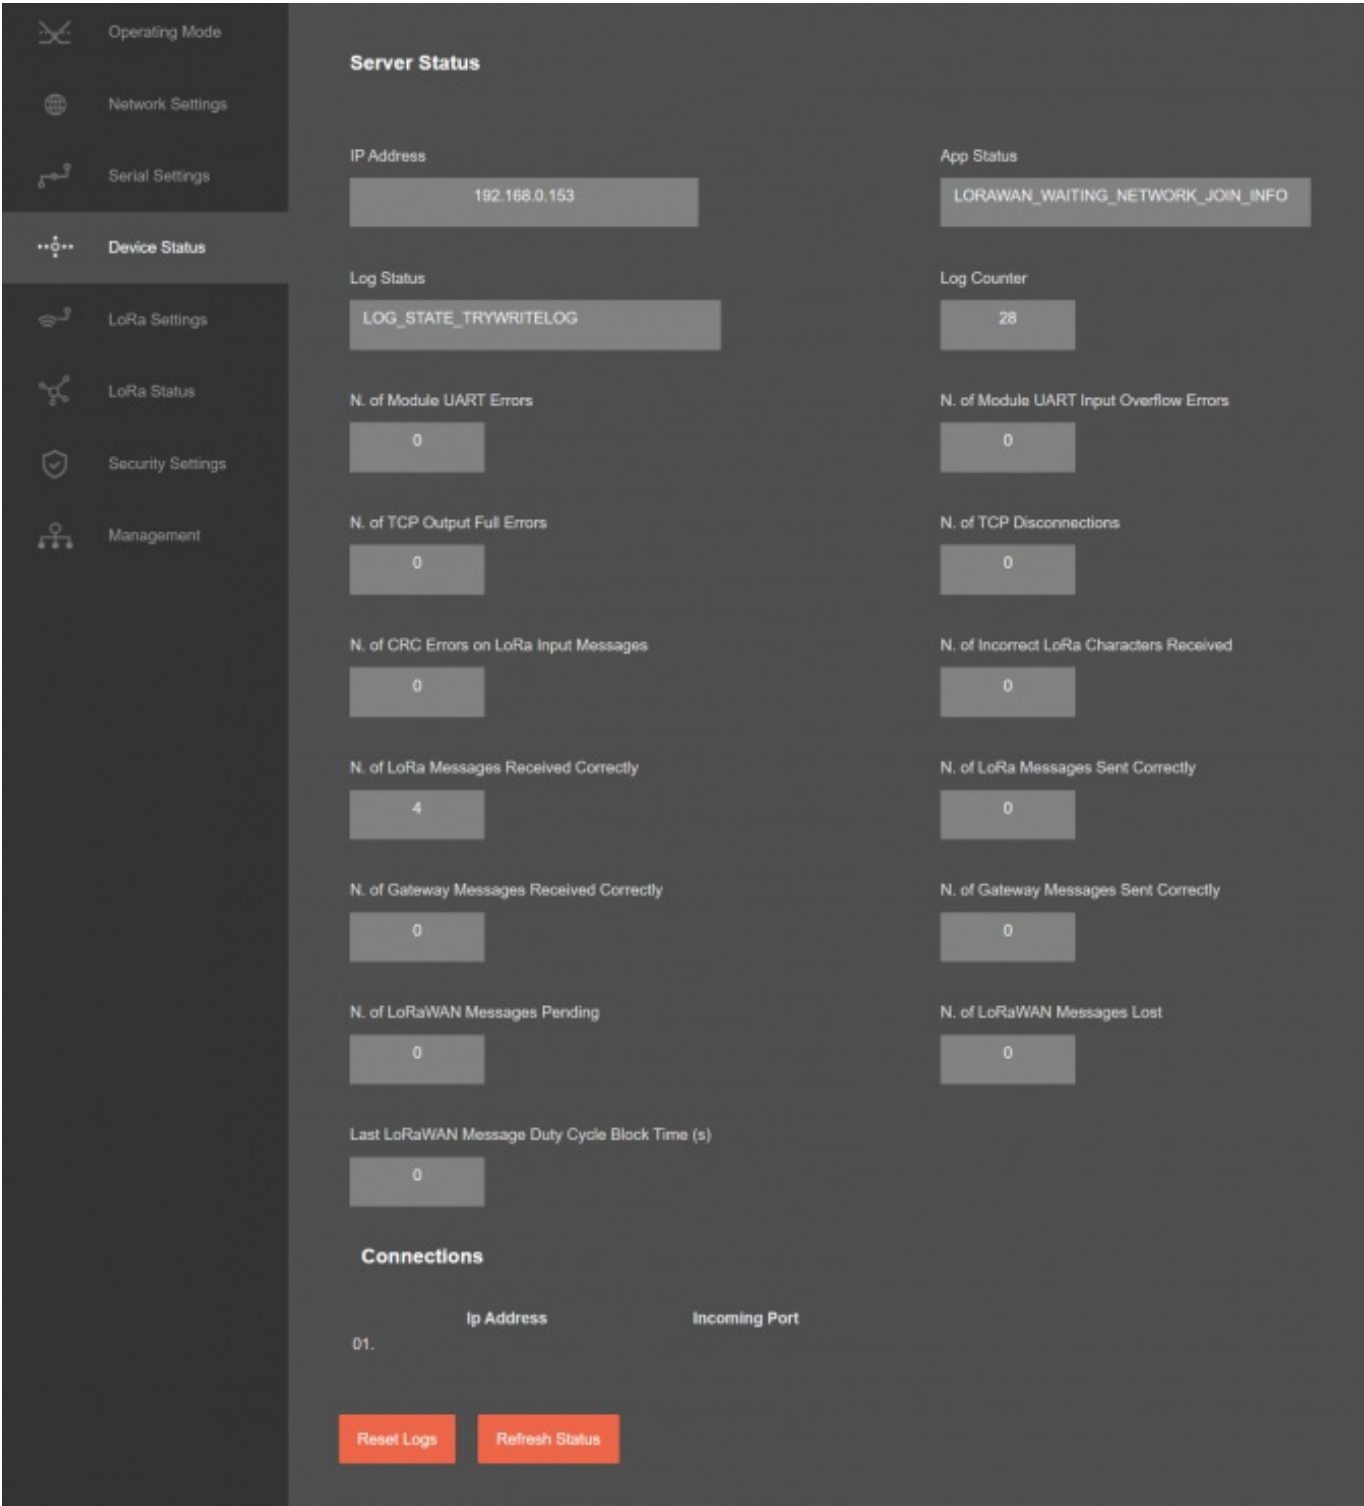 Operating Mode
Network Settings
Serial Settings
Device Status
LoRa Settings
LoRa Status
Security Settings
Management
Server Status
IP Address
App Status
192.168.0.153
LORAWAN_WAITING_NETWORK_JOIN_INFO
Log Status
Log Counter
LOG_STATE_TRYWRITELOG
28
N. of Module UART Errors
N. of Module UART Input Overflow Errors
0
0
N. of TCP Output Full Errors
N. of TCP Disconnections
0
0
N. of CRC Errors on LoRa Input Messages
N. of Incorrect LoRa Characters Received
0
0
N. of LoRa Messages Received Correctly
N. of LoRa Messages Sent Correctly
4
0
N. of Gateway Messages Received Correctly
N. of Gateway Messages Sent Correctly
0
0
N. of LoRaWAN Messages Pending
N. of LoRaWAN Messages Lost
0
0
Last LoRaWAN Message Duty Cycle Block Time (s)
0
Connections
Ip Address Incoming Port
01.
Reset Logs
Refresh Status